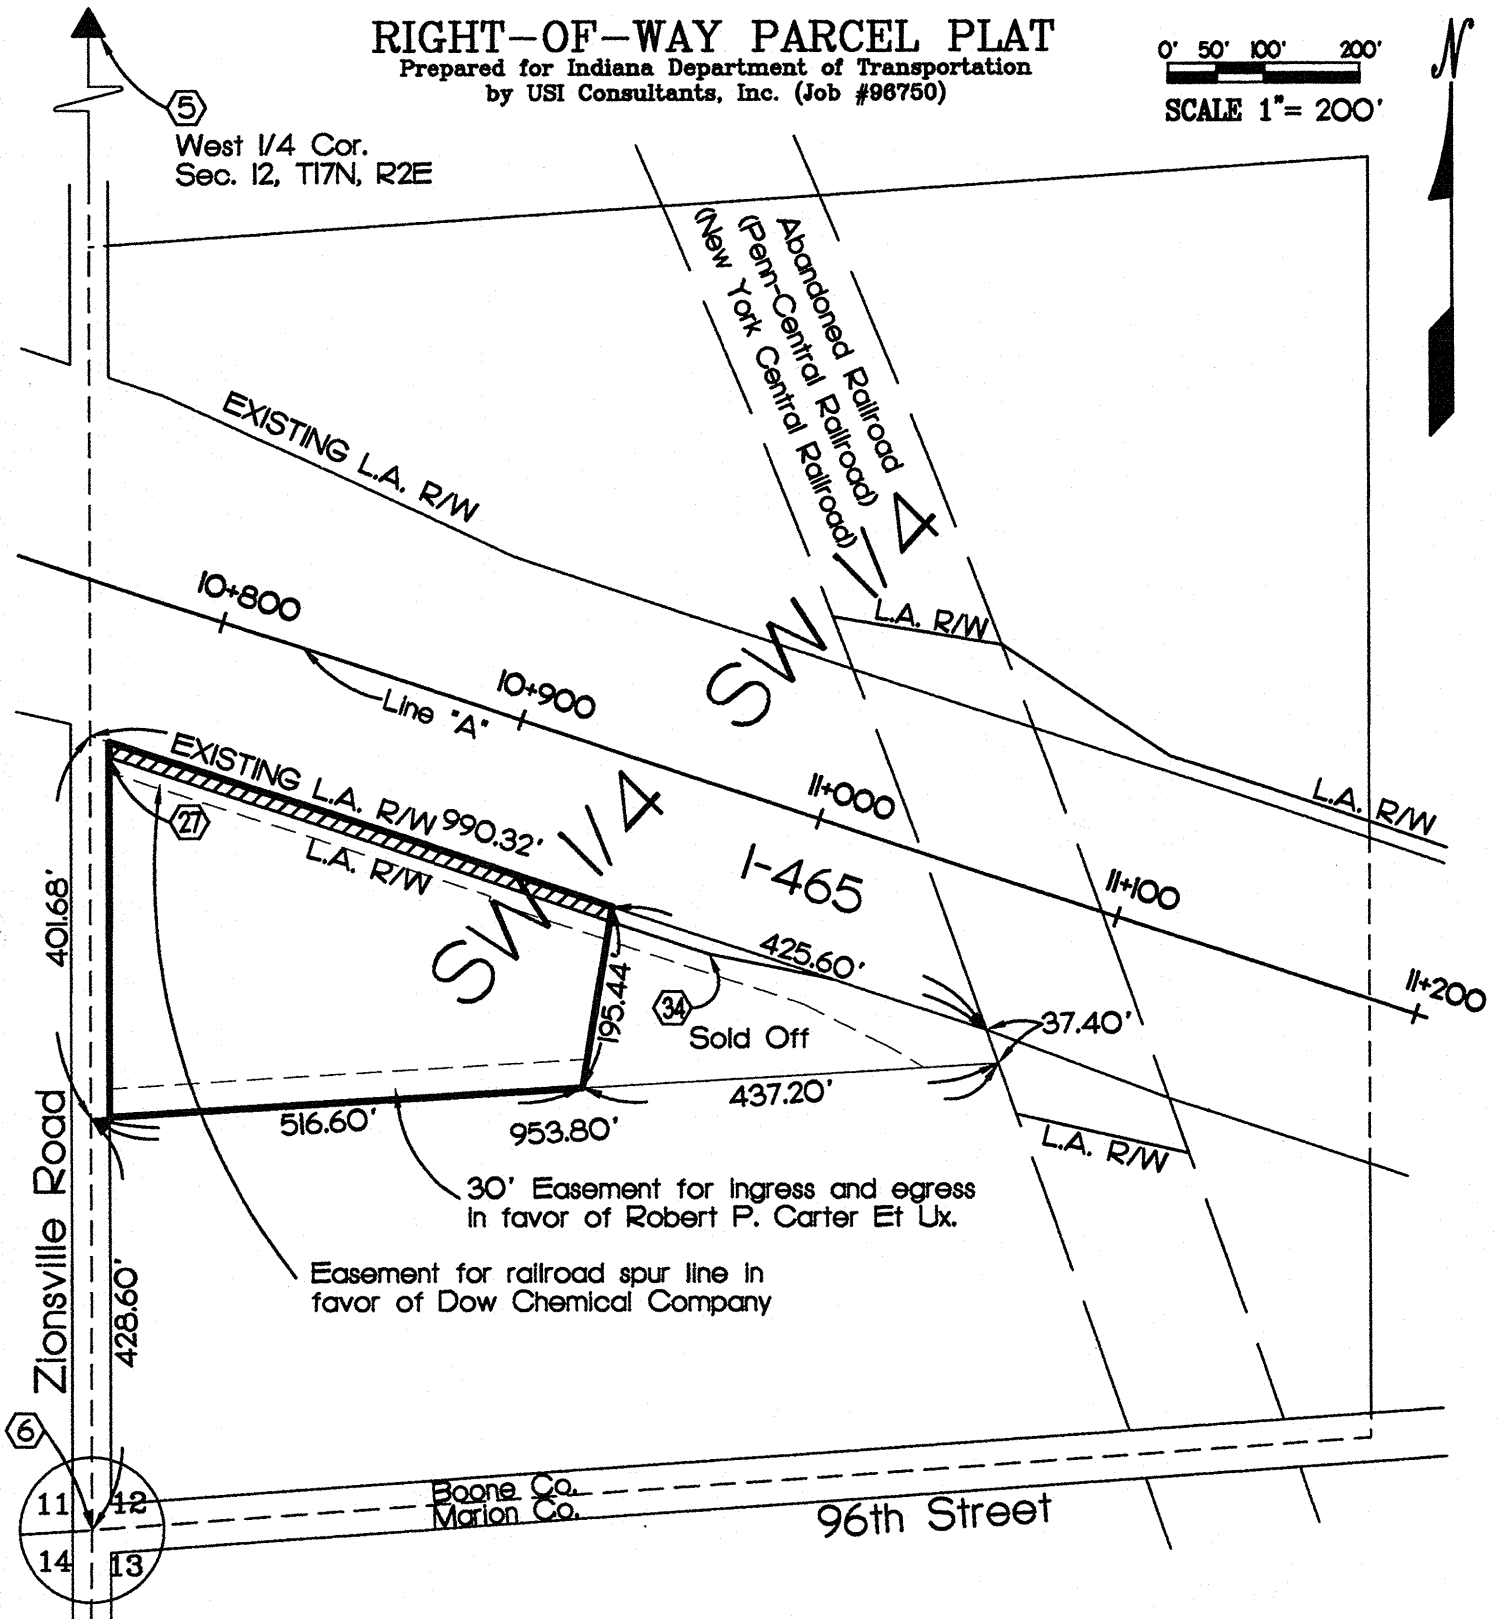 RIGHT-OF-WAY PARCEL PLAT
Prepared for Indiana Department of Transportation
by USI Consultants, Inc. (Job #96750)
0' 50' 100' 200'
SCALE 1"= 200'
N
5
West 1/4 Cor.
Sec. 12, T17N, R2E
Abandoned Railroad
(Penn-Central Railroad)
(New York Central Railroad)
EXISTING L.A. R/W
SW 1/4
L.A. R/W
10+800
Line "A"
10+900
11+000
11+100
11+200
L.A. R/W
I-465
EXISTING L.A. R/W
990.32'
27
L.A. R/W
SW 1/4
401.68'
425.60'
195.44'
34
Sold Off
37.40'
437.20'
516.60'
953.80'
L.A. R/W
30' Easement for ingress and egress
in favor of Robert P. Carter Et Ux.
Easement for railroad spur line in
favor of Dow Chemical Company
Zionsville Road
428.60'
6
11 12
14 13
Boone Co.
Marion Co.
96th Street